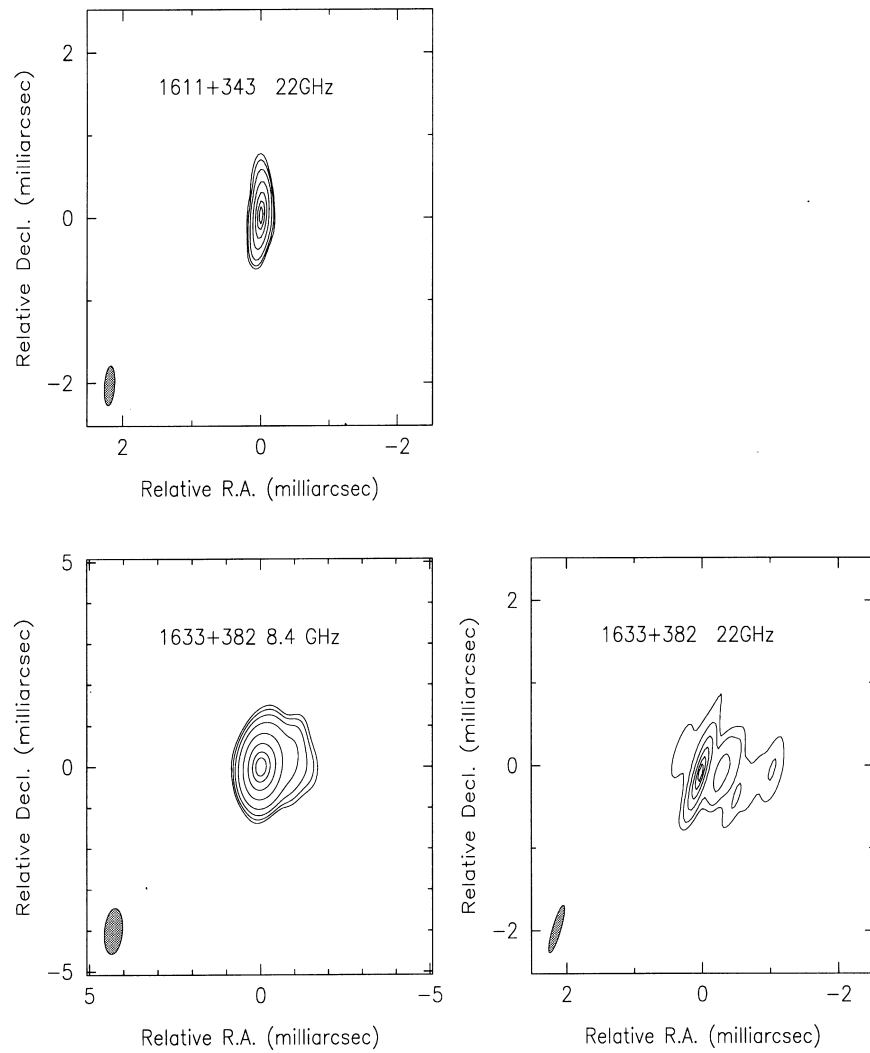 2
1611+343 22GHz
Relative Decl. (milliarcsec)
0
−2
2 0 −2
Relative R.A. (milliarcsec)
5
1633+382 8.4 GHz
Relative Decl. (milliarcsec)
0
−5
5 0 −5
Relative R.A. (milliarcsec)
2
1633+382 22GHz
Relative Decl. (milliarcsec)
0
−2
2 0 −2
Relative R.A. (milliarcsec)